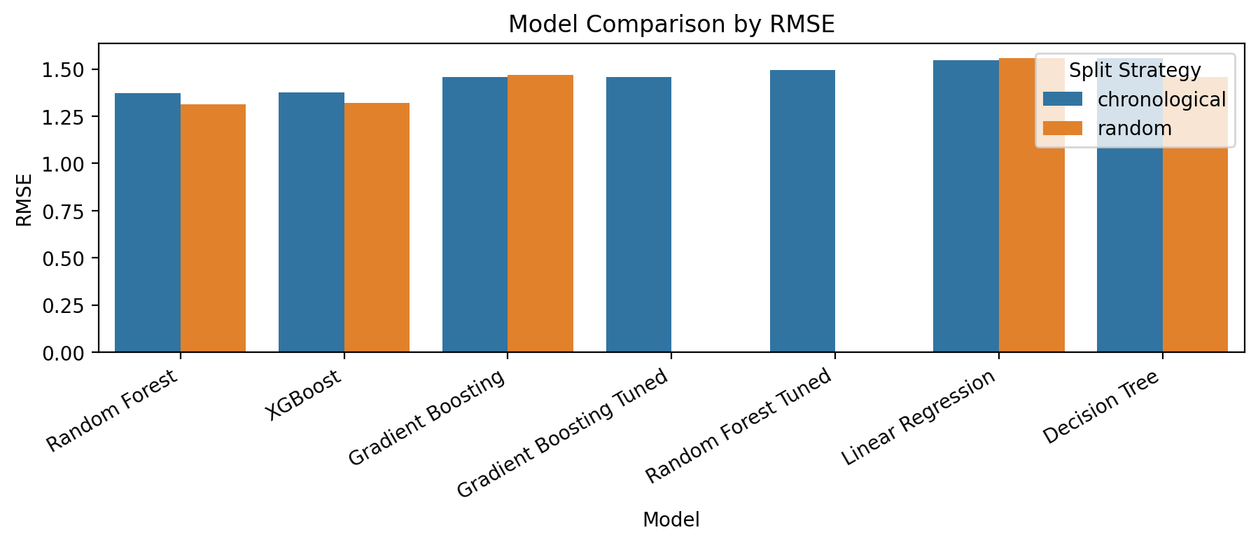 Model Comparison by RMSE
RMSE
1.50
1.25
1.00
0.75
0.50
0.25
0.00
Split Strategy
chronological
random
Random Forest
XGBoost
Gradient Boosting
Gradient Boosting Tuned
Random Forest Tuned
Linear Regression
Decision Tree
Model